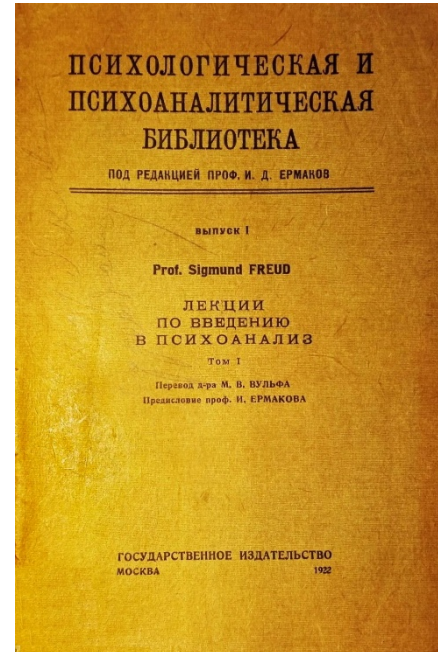 ПСИХОЛОГИЧЕСКАЯ И
ПСИХОАНАЛИТИЧЕСКАЯ
БИБЛИОТЕКА
ПОД РЕДАКЦИЕЙ ПРОФ. И. Д. ЕРМАКОВ
ВЫПУСК I
Prof. Sigmund FREUD
ЛЕКЦИИ
ПО ВВЕДЕНИЮ
В ПСИХОАНАЛИЗ
Том I
Перевод д-ра М. В. ВУЛЬФА
Предисловие проф. И. ЕРМАКОВА
ГОСУДАРСТВЕННОЕ ИЗДАТЕЛЬСТВО
МОСКВА 1922